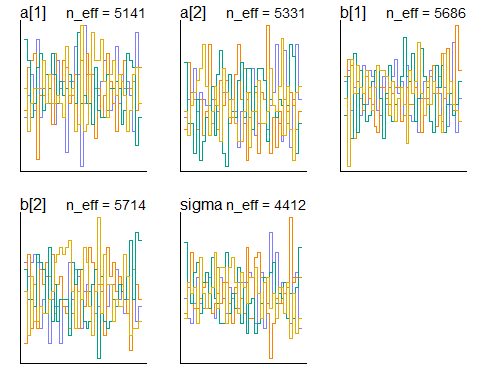 a[1] n_eff = 5141
a[2] n_eff = 5331
b[1] n_eff = 5686
b[2] n_eff = 5714
sigma n_eff = 4412